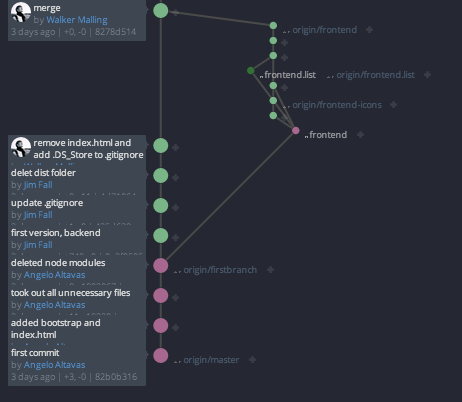 merge
by Walker Malling
3 days ago | +0, -0 | 8278d514
.. origin/frontend
..frontend.list .. origin/frontend.list
.. origin/frontend-icons
..frontend
remove index.html and
add .DS_Store to .gitignore
delet dist folder
by Jim Fall
update .gitignore
by Jim Fall
first version, backend
by Jim Fall
deleted node modules
by Angelo Altavas
.. origin/firstbranch
took out all unnecessary files
by Angelo Altavas
added bootstrap and
index.html
first commit
by Angelo Altavas
3 days ago | +3, -0 | 82b0b316
.. origin/master